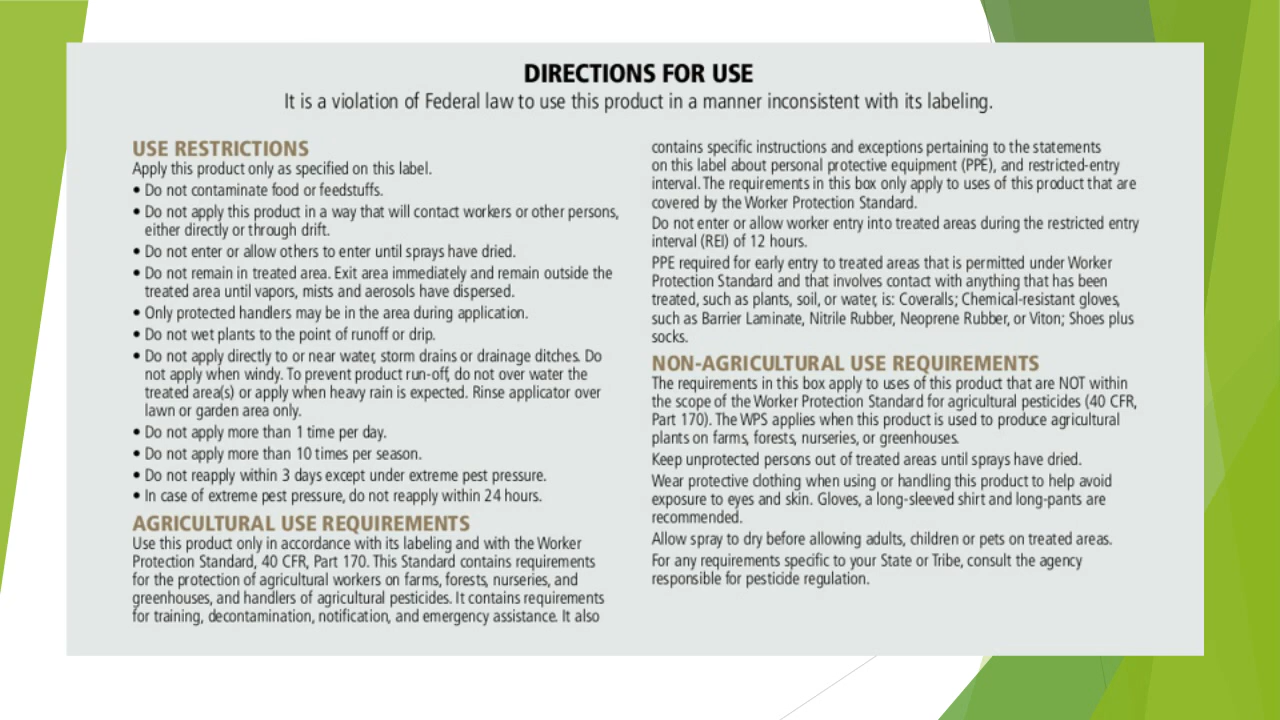 DIRECTIONS FOR USE
It is a violation of Federal law to use this product in a manner inconsistent with its labeling.
USE RESTRICTIONS
Apply this product only as specified on this label.
• Do not contaminate food or feedstuffs.
• Do not apply this product in a way that will contact workers or other persons,
either directly or through drift.
• Do not enter or allow others to enter until sprays have dried.
• Do not remain in treated area. Exit area immediately and remain outside the
treated area until vapors, mists and aerosols have dispersed.
• Only protected handlers may be in the area during application.
• Do not wet plants to the point of runoff or drip.
• Do not apply directly to or near water, storm drains or drainage ditches. Do
not apply when windy. To prevent product run-off, do not over water the
treated area(s) or apply when heavy rain is expected. Rinse applicator over
lawn or garden area only.
• Do not apply more than 1 time per day.
• Do not apply more than 10 times per season.
• Do not reapply within 3 days except under extreme pest pressure.
• In case of extreme pest pressure, do not reapply within 24 hours.
AGRICULTURAL USE REQUIREMENTS
Use this product only in accordance with its labeling and with the Worker
Protection Standard, 40 CFR, Part 170. This Standard contains requirements
for the protection of agricultural workers on farms, forests, nurseries, and
greenhouses, and handlers of agricultural pesticides. It contains requirements
for training, decontamination, notification, and emergency assistance. It also
contains specific instructions and exceptions pertaining to the statements
on this label about personal protective equipment (PPE), and restricted-entry
interval. The requirements in this box only apply to uses of this product that are
covered by the Worker Protection Standard.
Do not enter or allow worker entry into treated areas during the restricted entry
interval (REI) of 12 hours.
PPE required for early entry to treated areas that is permitted under Worker
Protection Standard and that involves contact with anything that has been
treated, such as plants, soil, or water, is: Coveralls; Chemical-resistant gloves,
such as Barrier Laminate, Nitrile Rubber, Neoprene Rubber, or Viton; Shoes plus
socks.
NON-AGRICULTURAL USE REQUIREMENTS
The requirements in this box apply to uses of this product that are NOT within
the scope of the Worker Protection Standard for agricultural pesticides (40 CFR,
Part 170). The WPS applies when this product is used to produce agricultural
plants on farms, forests, nurseries, or greenhouses.
Keep unprotected persons out of treated areas until sprays have dried.
Wear protective clothing when using or handling this product to help avoid
exposure to eyes and skin. Gloves, a long-sleeved shirt and long-pants are
recommended.
Allow spray to dry before allowing adults, children or pets on treated areas.
For any requirements specific to your State or Tribe, consult the agency
responsible for pesticide regulation.